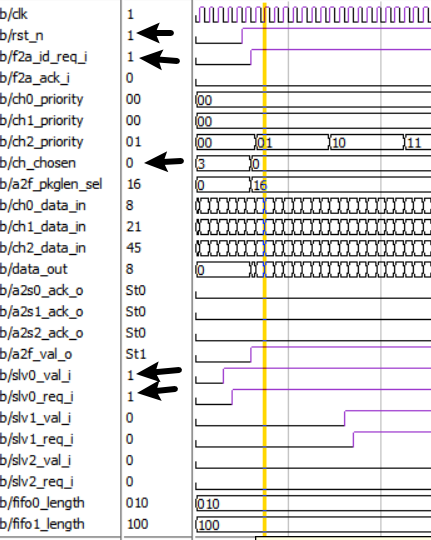 b/clk 1
b/rst_n 1
b/f2a_id_req_i 1
b/f2a_ack_i 0
b/ch0_priority 00 00
b/ch1_priority 00 00
b/ch2_priority 01 00 01 10 11
b/ch_chosen 0 3 0
b/a2f_pkglen_sel 16 0 16
b/ch0_data_in 8
b/ch1_data_in 21
b/ch2_data_in 45
b/data_out 8 0
b/a2s0_ack_o St0
b/a2s1_ack_o St0
b/a2s2_ack_o St0
b/a2f_val_o St1
b/slv0_val_i 1
b/slv0_req_i 1
b/slv1_val_i 0
b/slv1_req_i 0
b/slv2_val_i 0
b/slv2_req_i 0
b/fifo0_length 010 010
b/fifo1_length 100 100